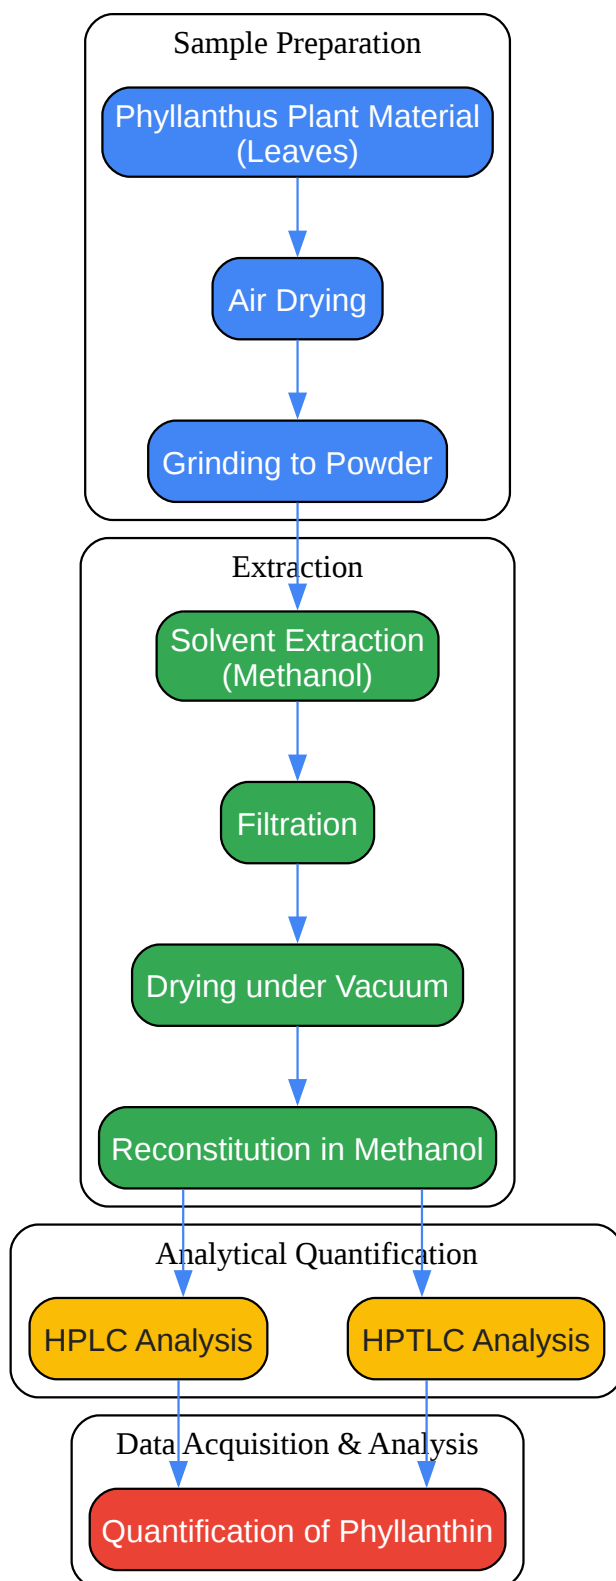 Sample Preparation
Phyllanthus Plant Material
(Leaves)
Air Drying
Grinding to Powder
Extraction
Solvent Extraction
(Methanol)
Filtration
Drying under Vacuum
Reconstitution in Methanol
Analytical Quantification
HPLC Analysis
HPTLC Analysis
Data Acquisition & Analysis
Quantification of Phyllanthin